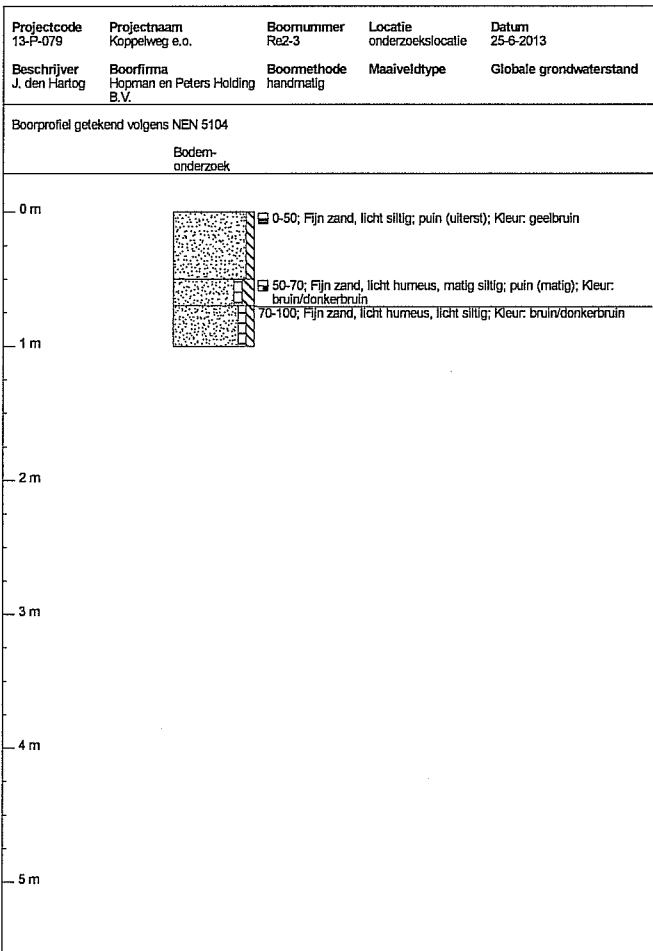 Projectcode Projectnaam Boornummer Locatie Datum
13-P-079 Koppelweg e.o. Re2-3 onderzoekslocatie 25-6-2013
Beschrijver Boorfirma Boormethode Maaiveldtype Globale grondwaterstand
J. den Hartog Hopman en Peters Holding handmatig
B.V.
Boorprofiel getekend volgens NEN 5104
Bodem-
onderzoek
0 m
0-50; Fijn zand, licht siltig; puin (uiterst); Kleur: geelbruin
50-70; Fijn zand, licht humeus, matig siltig; puin (matig); Kleur:
bruin/donkerbruin
70-100; Fijn zand, licht humeus, licht siltig; Kleur: bruin/donkerbruin
1 m
2 m
3 m
4 m
5 m